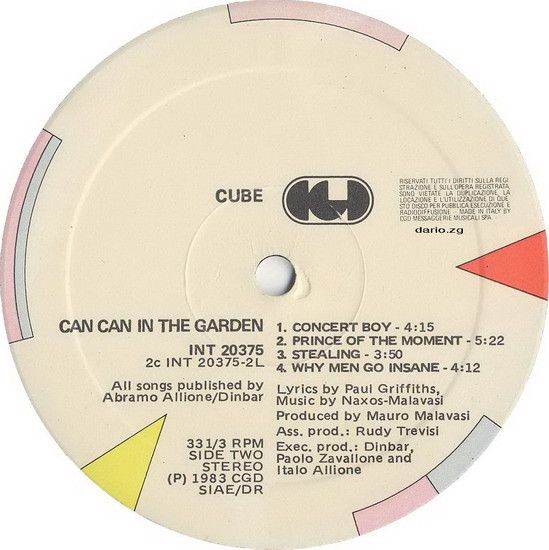 CUBE
RISERVATI TUTTI I DIRITTI SULLA REGI
STRAZIONE E SULL'OPERA REGISTRATA,
SONO VIETATE LA DUPLICAZIONE, LA
LOCAZIONE E L'UTILIZZAZIONE DI QUE
STO DISCO PER PUBBLICA ESECUZIONE E
RADIODIFFUSIONE - MADE IN ITALY BY
CGD MESSAGGERIE MUSICALI SPA.
dario.zg
CAN CAN IN THE GARDEN
INT 20375
2c INT 20375-2L
All songs published by
Abramo Allione/Dinbar
33 1/3 RPM
SIDE TWO
STEREO
(P) 1983 CGD
SIAE/DR
1. CONCERT BOY - 4:15
2. PRINCE OF THE MOMENT - 5:22
3. STEALING - 3:50
4. WHY MEN GO INSANE - 4:12
Lyrics by Paul Griffiths,
Music by Naxos-Malavasi
Produced by Mauro Malavasi
Ass. prod.: Rudy Trevisi
Exec. prod.: Dinbar,
Paolo Zavallone and
Italo Allione